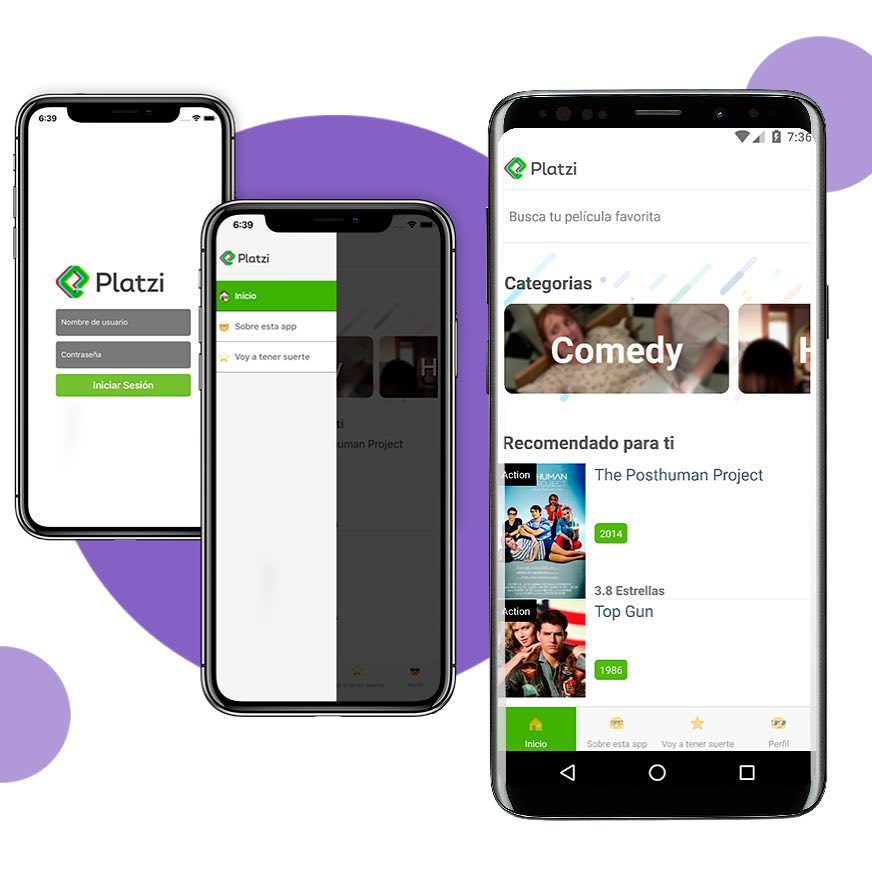 6:39
Platzi
Nombre de usuario
Contraseña
Iniciar Sesión
6:39
Platzi
Inicio
Sobre esta app
Voy a tener suerte
H
ti
uman Project
a tener suerte
Perfil
7:36
Platzi
Busca tu película favorita
Categorias
Comedy
H
Recomendado para ti
Action
HUMAN
ROJECT
The Posthuman Project
2014
3.8 Estrellas
Action
Top Gun
1986
Inicio
Sobre esta app
Voy a tener suerte
Perfil